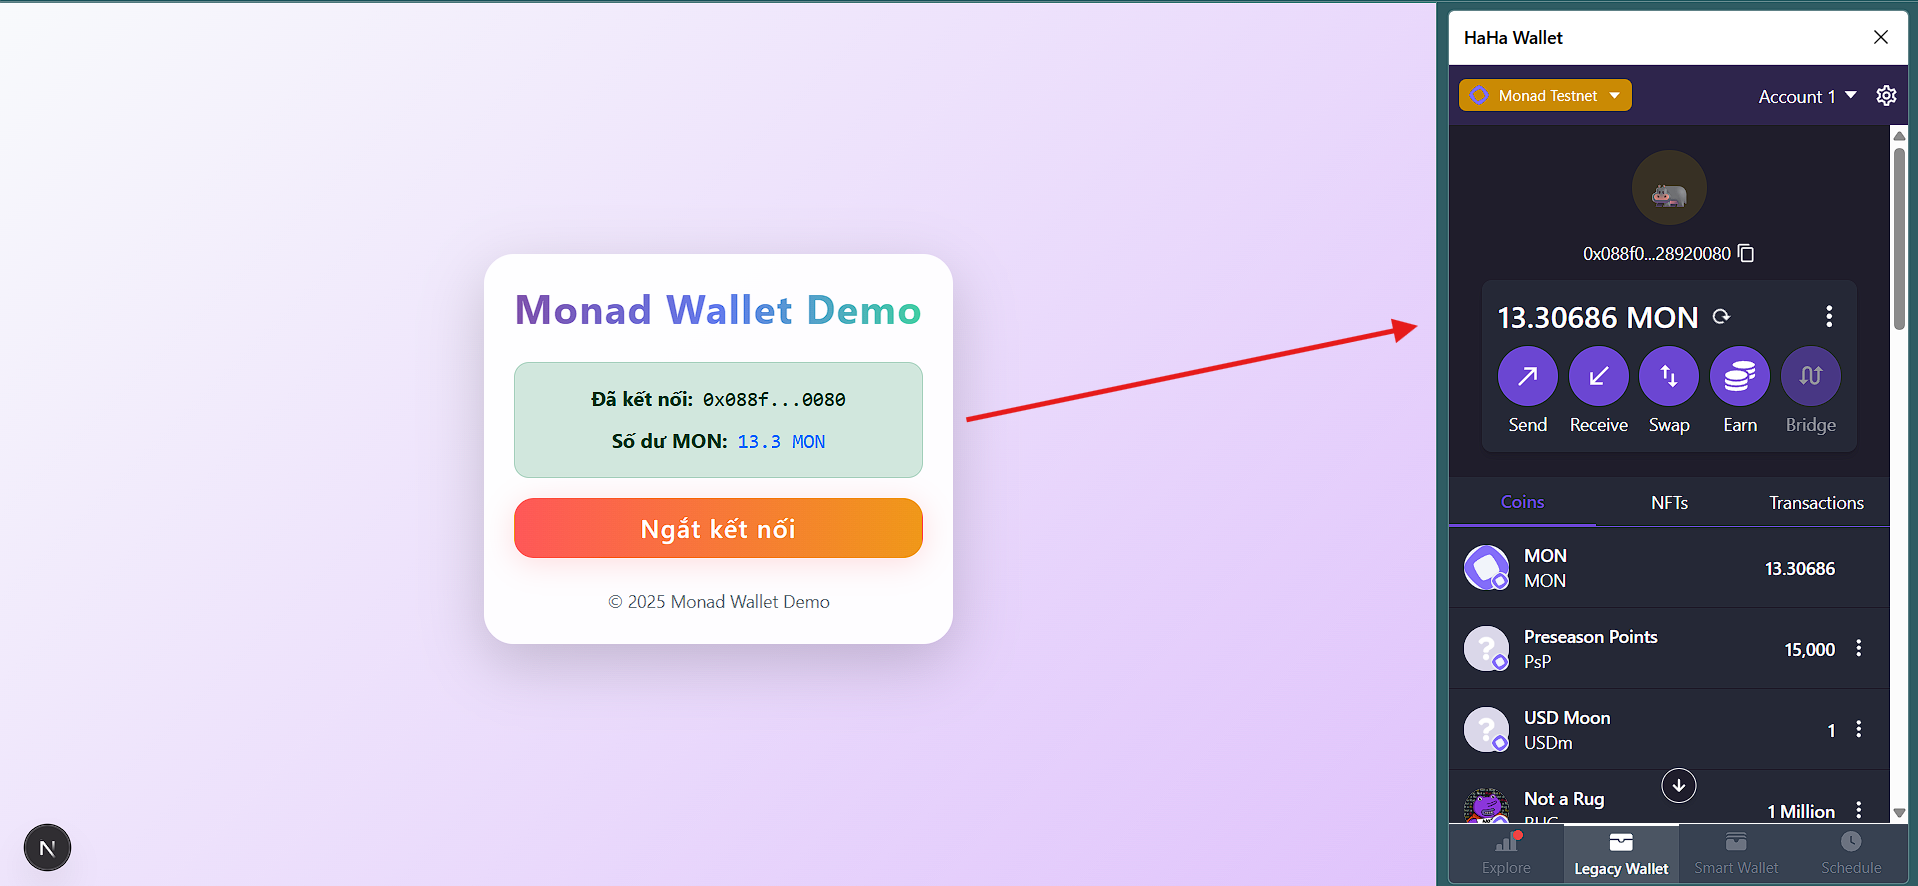 Monad Wallet Demo
Đã kết nối: 0x088f...0080
Số dư MON: 13.3 MON
Ngắt kết nối
© 2025 Monad Wallet Demo
N
HaHa Wallet
Monad Testnet
Account 1
0x088f0...28920080
13.30686 MON
Send Receive Swap Earn Bridge
Coins NFTs Transactions
MON
MON
13.30686
Preseason Points
PsP
15,000
USD Moon
USDm
1
Not a Rug
RUG
1 Million
Explore Legacy Wallet Smart Wallet Schedule